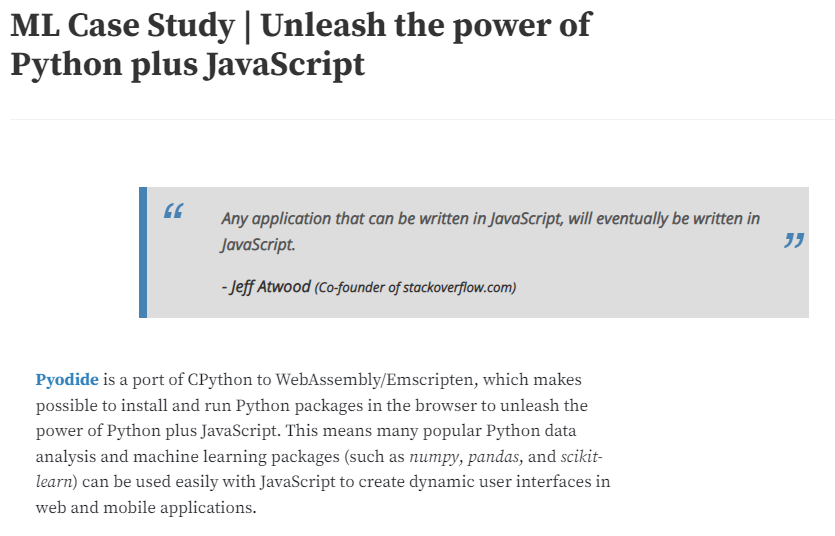 ML Case Study | Unleash the power of
Python plus JavaScript
“ Any application that can be written in JavaScript, will eventually be written in
JavaScript. ”
- Jeff Atwood (Co-founder of stackoverflow.com)
Pyodide is a port of CPython to WebAssembly/Emscripten, which makes
possible to install and run Python packages in the browser to unleash the
power of Python plus JavaScript. This means many popular Python data
analysis and machine learning packages (such as numpy, pandas, and scikit-
learn) can be used easily with JavaScript to create dynamic user interfaces in
web and mobile applications.